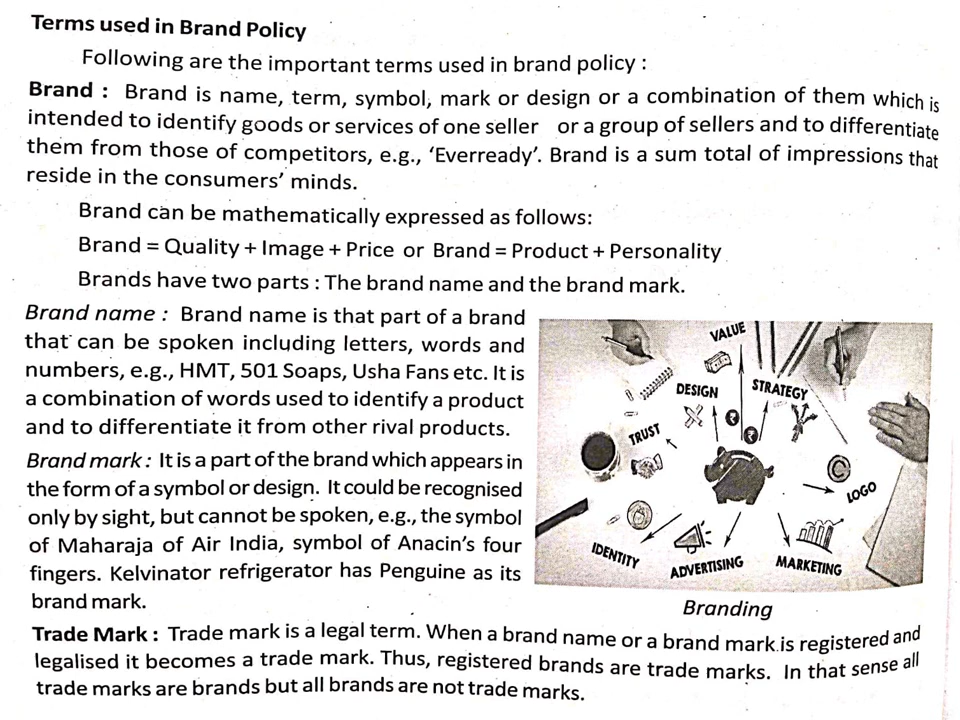 Terms used in Brand Policy
Following are the important terms used in brand policy :
Brand : Brand is name, term, symbol, mark or design or a combination of them which is
intended to identify goods or services of one seller or a group of sellers and to differentiate
them from those of competitors, e.g., 'Everready'. Brand is a sum total of impressions that
reside in the consumers' minds.
Brand can be mathematically expressed as follows:
Brand = Quality + Image + Price or Brand = Product + Personality
Brands have two parts : The brand name and the brand mark.
Brand name : Brand name is that part of a brand
that can be spoken including letters, words and
numbers, e.g., HMT, 501 Soaps, Usha Fans etc. It is
a combination of words used to identify a product
and to differentiate it from other rival products.
Brand mark : It is a part of the brand which appears in
the form of a symbol or design. It could be recognised
only by sight, but cannot be spoken, e.g., the symbol
of Maharaja of Air India, symbol of Anacin's four
fingers. Kelvinator refrigerator has Penguine as its
brand mark.
VALUE
DESIGN
STRATEGY
TRUST
₹
₹
©
LOGO
IDENTITY
ADVERTISING
MARKETING
Branding
Trade Mark : Trade mark is a legal term. When a brand name or a brand mark is registered and
legalised it becomes a trade mark. Thus, registered brands are trade marks. In that sense all
trade marks are brands but all brands are not trade marks.